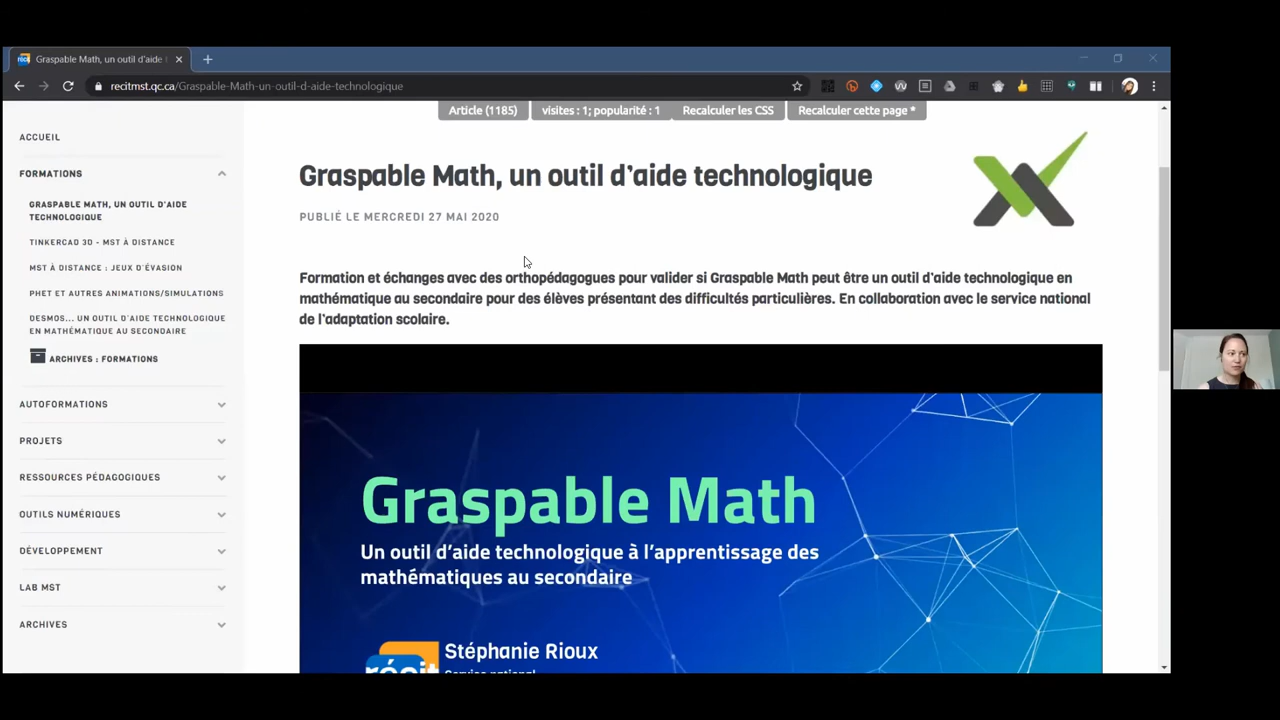 Graspable Math, un outil d'aide
recitmst.qc.ca/Graspable-Math-un-outil-d-aide-technologique
Article (1185)
visites : 1; popularité : 1
Recalculer les CSS
Recalculer cette page *
ACCUEIL
FORMATIONS
GRASPABLE MATH, UN OUTIL D'AIDE
TECHNOLOGIQUE
TINKERCAD 3D - MST À DISTANCE
MST À DISTANCE : JEUX D'ÉVASION
PHET ET AUTRES ANIMATIONS/SIMULATIONS
DESMOS... UN OUTIL D'AIDE TECHNOLOGIQUE
EN MATHÉMATIQUE AU SECONDAIRE
ARCHIVES : FORMATIONS
AUTOFORMATIONS
PROJETS
RESSOURCES PÉDAGOGIQUES
OUTILS NUMÉRIQUES
DÉVELOPPEMENT
LAB MST
ARCHIVES
Graspable Math, un outil d'aide technologique
PUBLIÉ LE MERCREDI 27 MAI 2020
Formation et échanges avec des orthopédagogues pour valider si Graspable Math peut être un outil d'aide technologique en
mathématique au secondaire pour des élèves présentant des difficultés particulières. En collaboration avec le service national
de l'adaptation scolaire.
Graspable Math
Un outil d'aide technologique à l'apprentissage des
mathématiques au secondaire
récit
Stéphanie Rioux
Service national